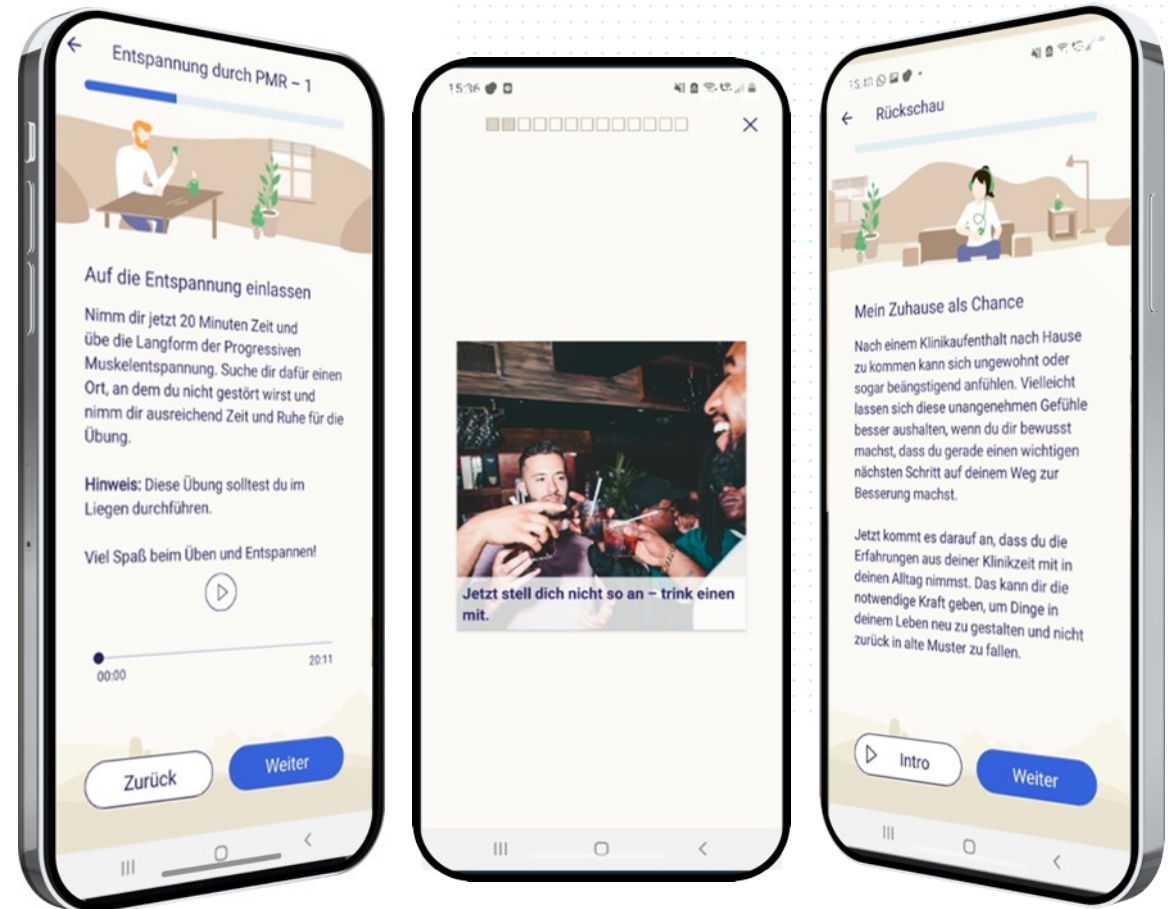 Entspannung durch PMR – 1
Auf die Entspannung einlassen
Nimm dir jetzt 20 Minuten Zeit und
übe die Langform der Progressiven
Muskelentspannung. Suche dir dafür einen
Ort, an dem du nicht gestört wirst und
nimm dir ausreichend Zeit und Ruhe für die
Übung.
Hinweis: Diese Übung solltest du im
Liegen durchführen.
Viel Spaß beim Üben und Entspannen!
00:00
20:11
Zurück
Weiter
15:36
Jetzt stell dich nicht so an – trink einen
mit.
Rückschau
Mein Zuhause als Chance
Nach einem Klinikaufenthalt nach Hause
zu kommen kann sich ungewohnt oder
sogar beängstigend anfühlen. Vielleicht
lassen sich diese unangenehmen Gefühle
besser aushalten, wenn du dir bewusst
machst, dass du gerade einen wichtigen
nächsten Schritt auf deinem Weg zur
Besserung machst.
Jetzt kommt es darauf an, dass du die
Erfahrungen aus deiner Klinikzeit mit in
deinen Alltag nimmst. Das kann dir die
notwendige Kraft geben, um Dinge in
deinem Leben neu zu gestalten und nicht
zurück in alte Muster zu fallen.
Intro
Weiter